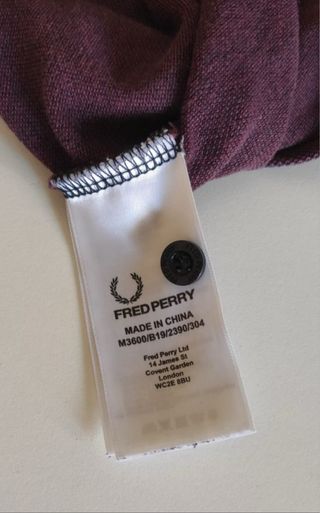 FRED PERRY
MADE IN CHINA
M3600/B19/2390/304
Fred Perry Ltd
14 James St
Covent Garden
London
WC2E 8BU